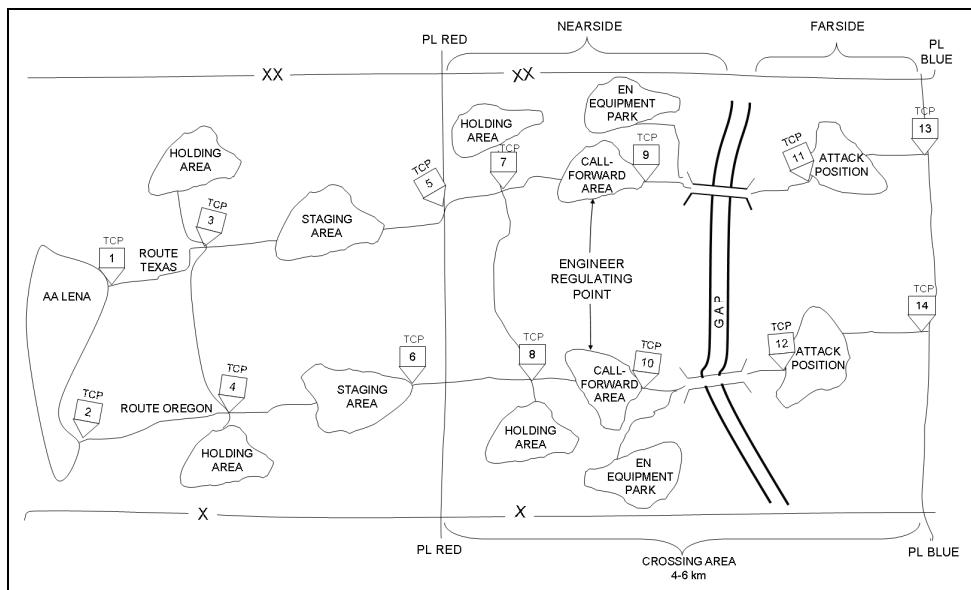 NEARSIDE
FARSIDE
PL RED
PL
BLUE
XX
XX
EN
EQUIPMENT
PARK
HOLDING
AREA
TCP
13
HOLDING
AREA
TCP
5
TCP
7
CALL-
FORWARD
AREA
TCP
9
TCP
11
ATTACK
POSITION
TCP
3
STAGING
AREA
TCP
1
ROUTE
TEXAS
AA LENA
ENGINEER
REGULATING
POINT
GAP
TCP
14
TCP
6
TCP
8
TCP
10
TCP
12
ATTACK
POSITION
CALL-
FORWARD
AREA
TCP
2
ROUTE OREGON
TCP
4
STAGING
AREA
HOLDING
AREA
HOLDING
AREA
EN
EQUIPMENT
PARK
X
X
PL RED
PL BLUE
CROSSING AREA
4-6 km